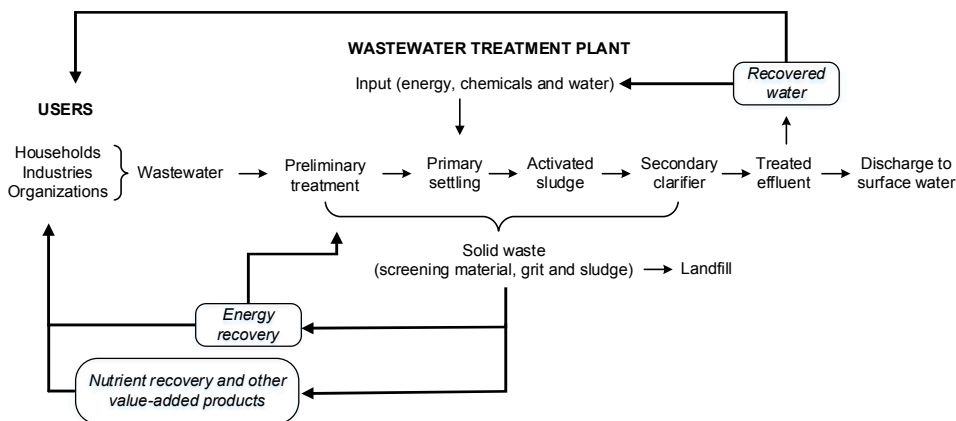 WASTEWATER TREATMENT PLANT
Input (energy, chemicals and water)
Recovered
water
USERS
Households
Industries
Organizations
Wastewater
Preliminary
treatment
Primary
settling
Activated
sludge
Secondary
clarifier
Treated
effluent
Discharge to
surface water
Solid waste
(screening material, grit and sludge)
Landfill
Energy
recovery
Nutrient recovery and other
value-added products